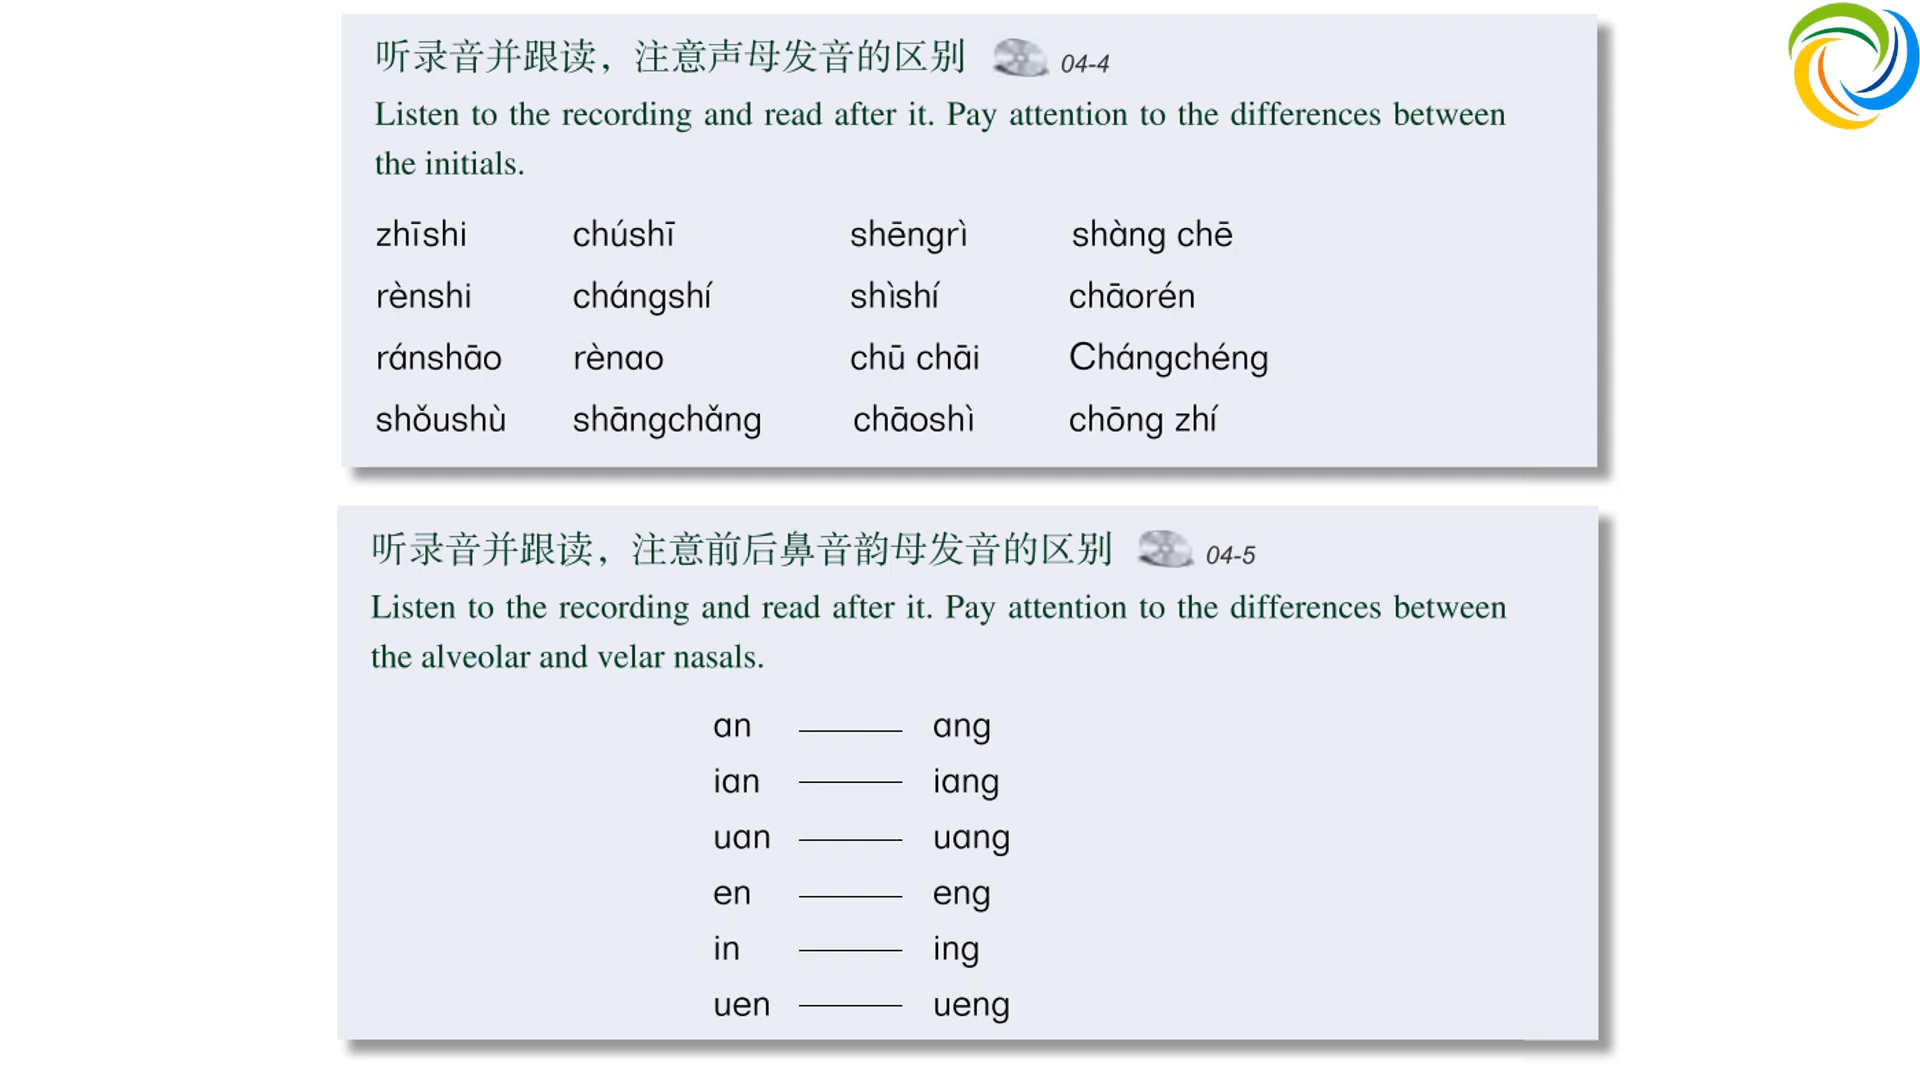 听录音并跟读，注意声母发音的区别 04-4
Listen to the recording and read after it. Pay attention to the differences between
the initials.
zhīshi chúshī shēngrì shàng chē
rènshi chángshí shìshí chāorén
ránshāo rènao chū chāi Chángchéng
shǒushù shāngchǎng chāoshì chōng zhí
听录音并跟读，注意前后鼻音韵母发音的区别 04-5
Listen to the recording and read after it. Pay attention to the differences between
the alveolar and velar nasals.
an ——— ang
ian ——— iang
uan ——— uang
en ——— eng
in ——— ing
uen ——— ueng